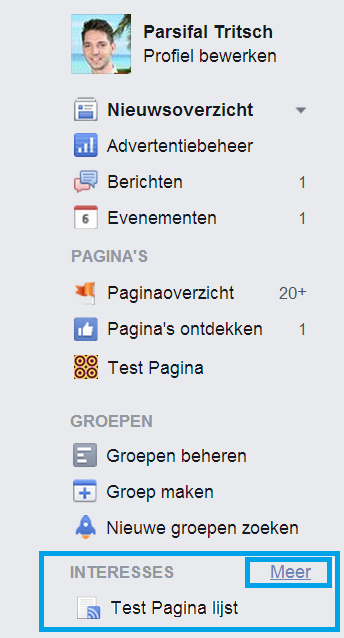 Parsifal Tritsch
Profiel bewerken
Nieuwsoverzicht
Advertentiebeheer
Berichten 1
6 Evenementen 1
PAGINA'S
Paginaoverzicht 20+
Pagina's ontdekken 1
Test Pagina
GROEPEN
Groepen beheren
Groep maken
Nieuwe groepen zoeken
INTERESSES Meer
Test Pagina lijst